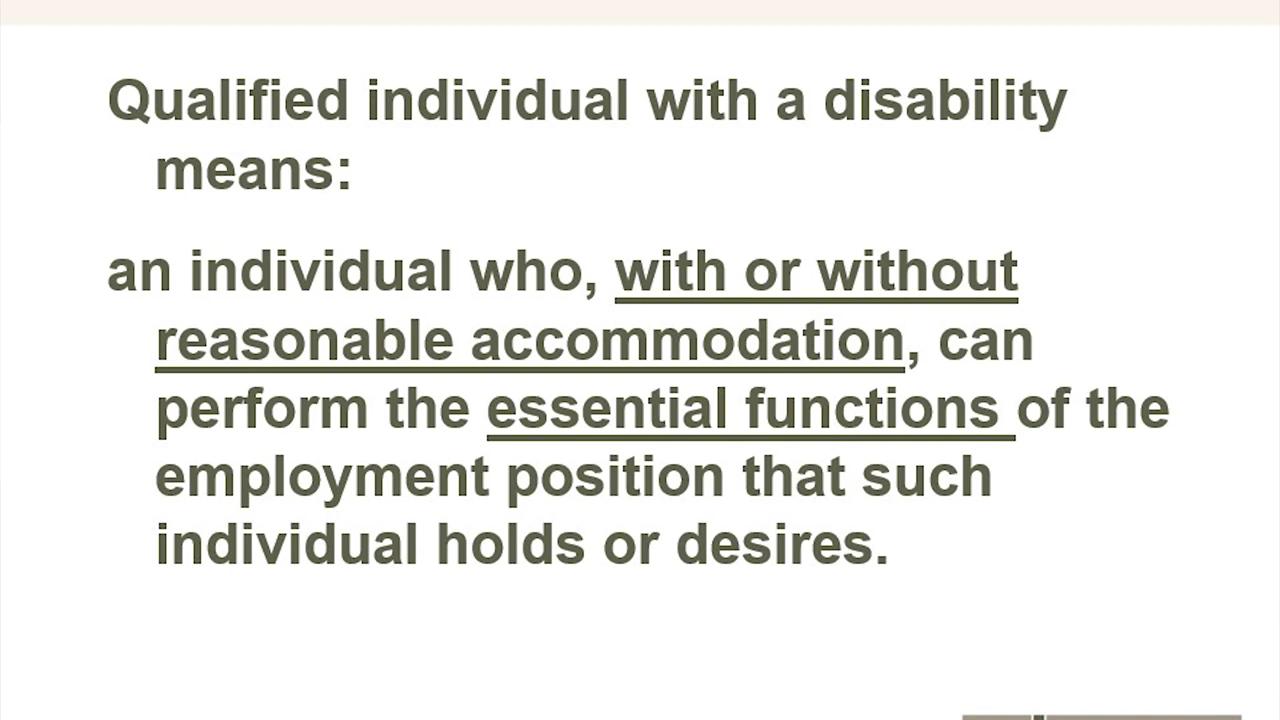 Qualified individual with a disability
means:
an individual who, with or without
reasonable accommodation, can
perform the essential functions of the
employment position that such
individual holds or desires.